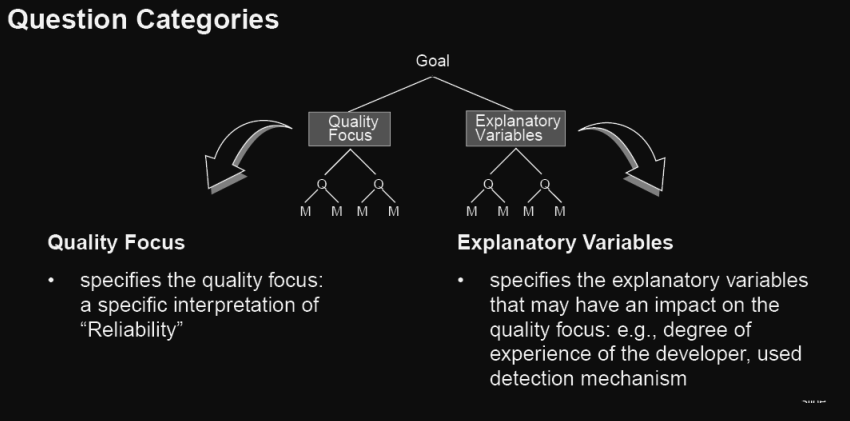 Question Categories
Goal
Quality
Focus
Explanatory
Variables
Q Q Q Q
M M M M M M M M
Quality Focus
• specifies the quality focus:
a specific interpretation of
“Reliability”
Explanatory Variables
• specifies the explanatory variables
that may have an impact on the
quality focus: e.g., degree of
experience of the developer, used
detection mechanism